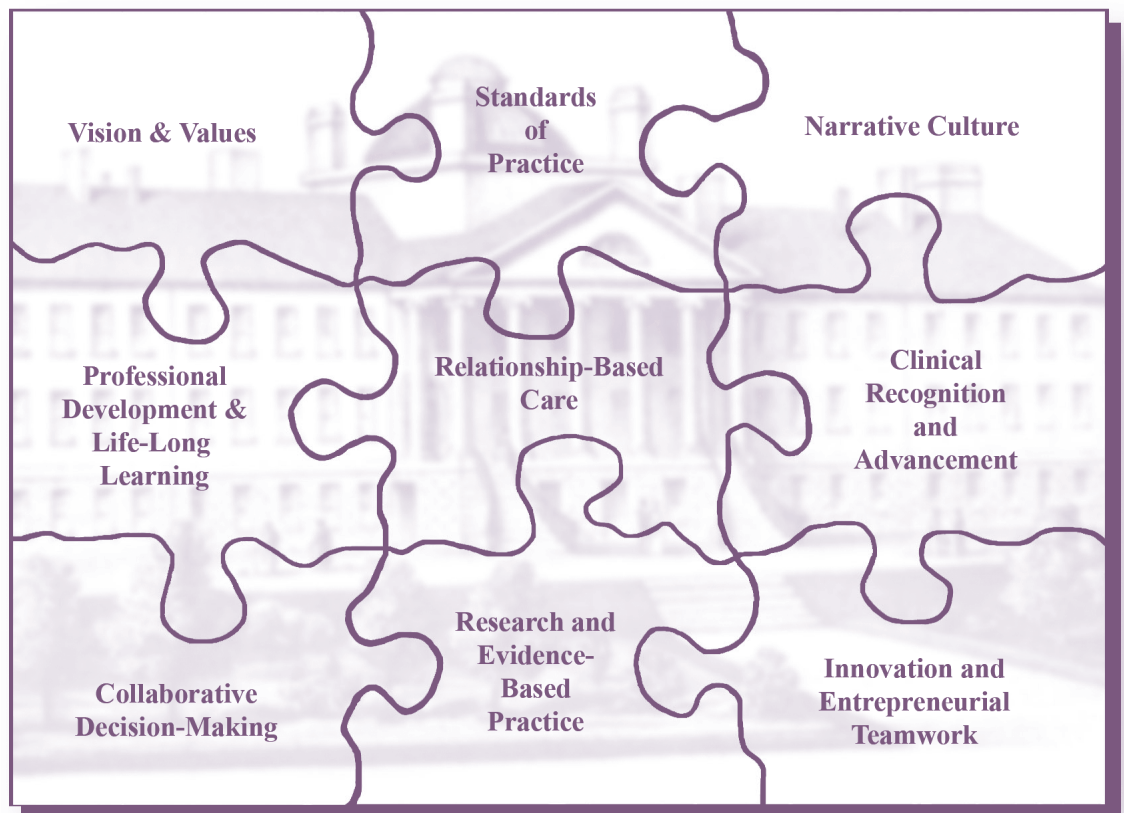 Vision & Values
Standards
of
Practice
Narrative Culture
Professional
Development &
Life-Long
Learning
Relationship-Based
Care
Clinical
Recognition
and
Advancement
Collaborative
Decision-Making
Research and
Evidence-
Based
Practice
Innovation and
Entrepreneurial
Teamwork